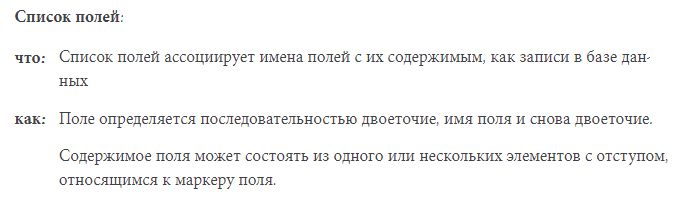 Список полей:
что: Список полей ассоциирует имена полей с их содержимым, как записи в базе дан-
ных
как: Поле определяется последовательностью двоеточие, имя поля и снова двоеточие.
Содержимое поля может состоять из одного или нескольких элементов с отступом,
относящимся к маркеру поля.